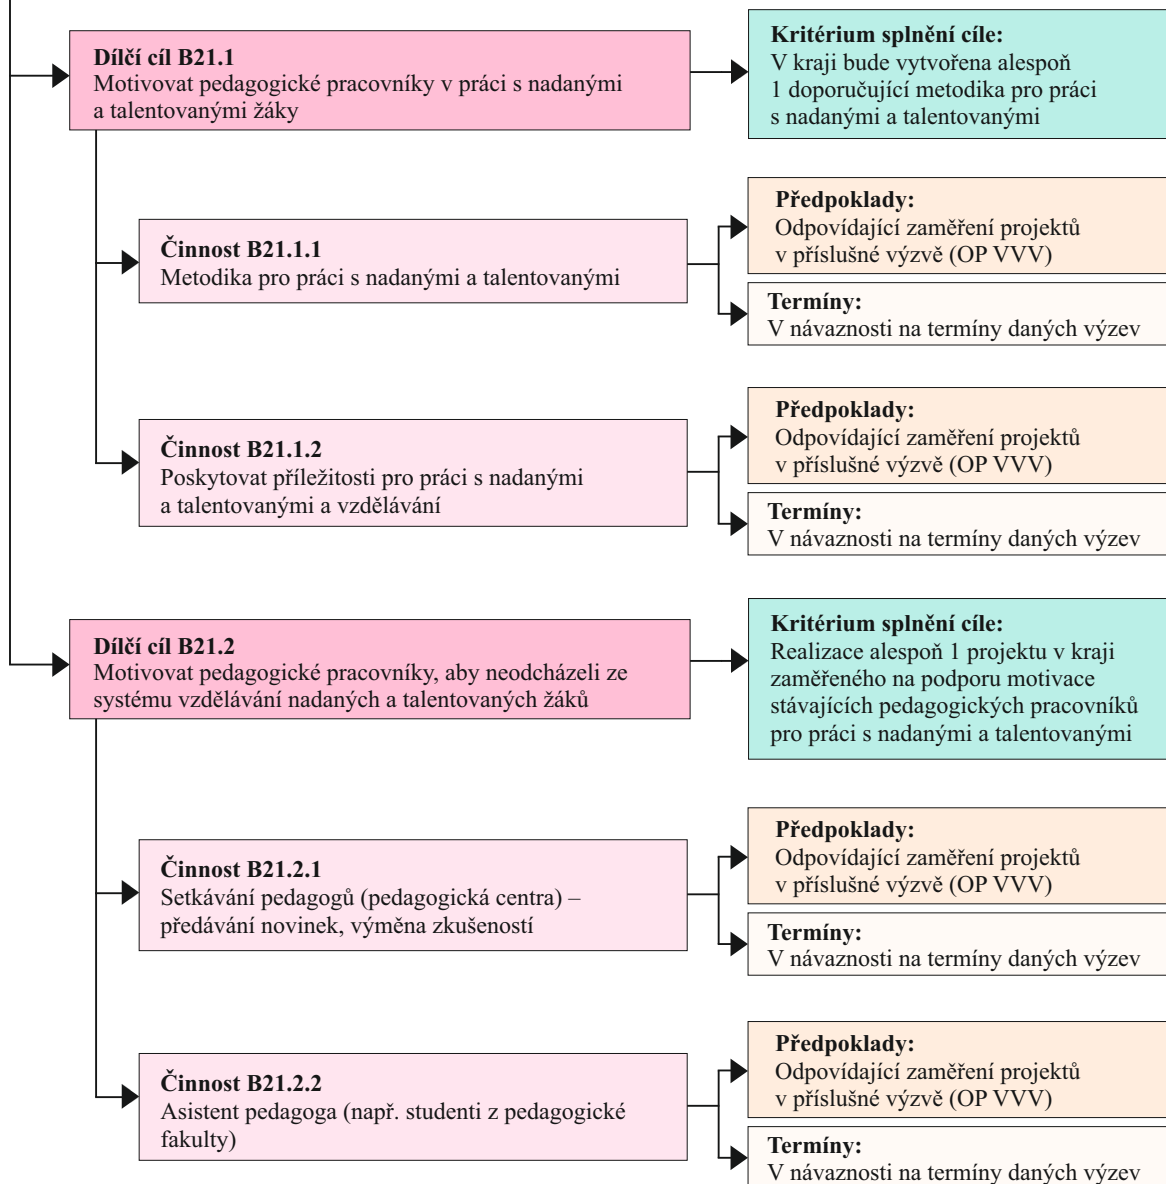 Dílčí cíl B21.1
Motivovat pedagogické pracovníky v práci s nadanými
a talentovanými žáky
Kritérium splnění cíle:
V kraji bude vytvořena alespoň
1 doporučující metodika pro práci
s nadanými a talentovanými
Činnost B21.1.1
Metodika pro práci s nadanými a talentovanými
Předpoklady:
Odpovídající zaměření projektů
v příslušné výzvě (OP VVV)
Termíny:
V návaznosti na termíny daných výzev
Činnost B21.1.2
Poskytovat příležitosti pro práci s nadanými
a talentovanými a vzdělávání
Předpoklady:
Odpovídající zaměření projektů
v příslušné výzvě (OP VVV)
Termíny:
V návaznosti na termíny daných výzev
Dílčí cíl B21.2
Motivovat pedagogické pracovníky, aby neodcházeli ze
systému vzdělávání nadaných a talentovaných žáků
Kritérium splnění cíle:
Realizace alespoň 1 projektu v kraji
zaměřeného na podporu motivace
stávajících pedagogických pracovníků
pro práci s nadanými a talentovanými
Činnost B21.2.1
Setkávání pedagogů (pedagogická centra) –
předávání novinek, výměna zkušeností
Předpoklady:
Odpovídající zaměření projektů
v příslušné výzvě (OP VVV)
Termíny:
V návaznosti na termíny daných výzev
Činnost B21.2.2
Asistent pedagoga (např. studenti z pedagogické
fakulty)
Předpoklady:
Odpovídající zaměření projektů
v příslušné výzvě (OP VVV)
Termíny:
V návaznosti na termíny daných výzev